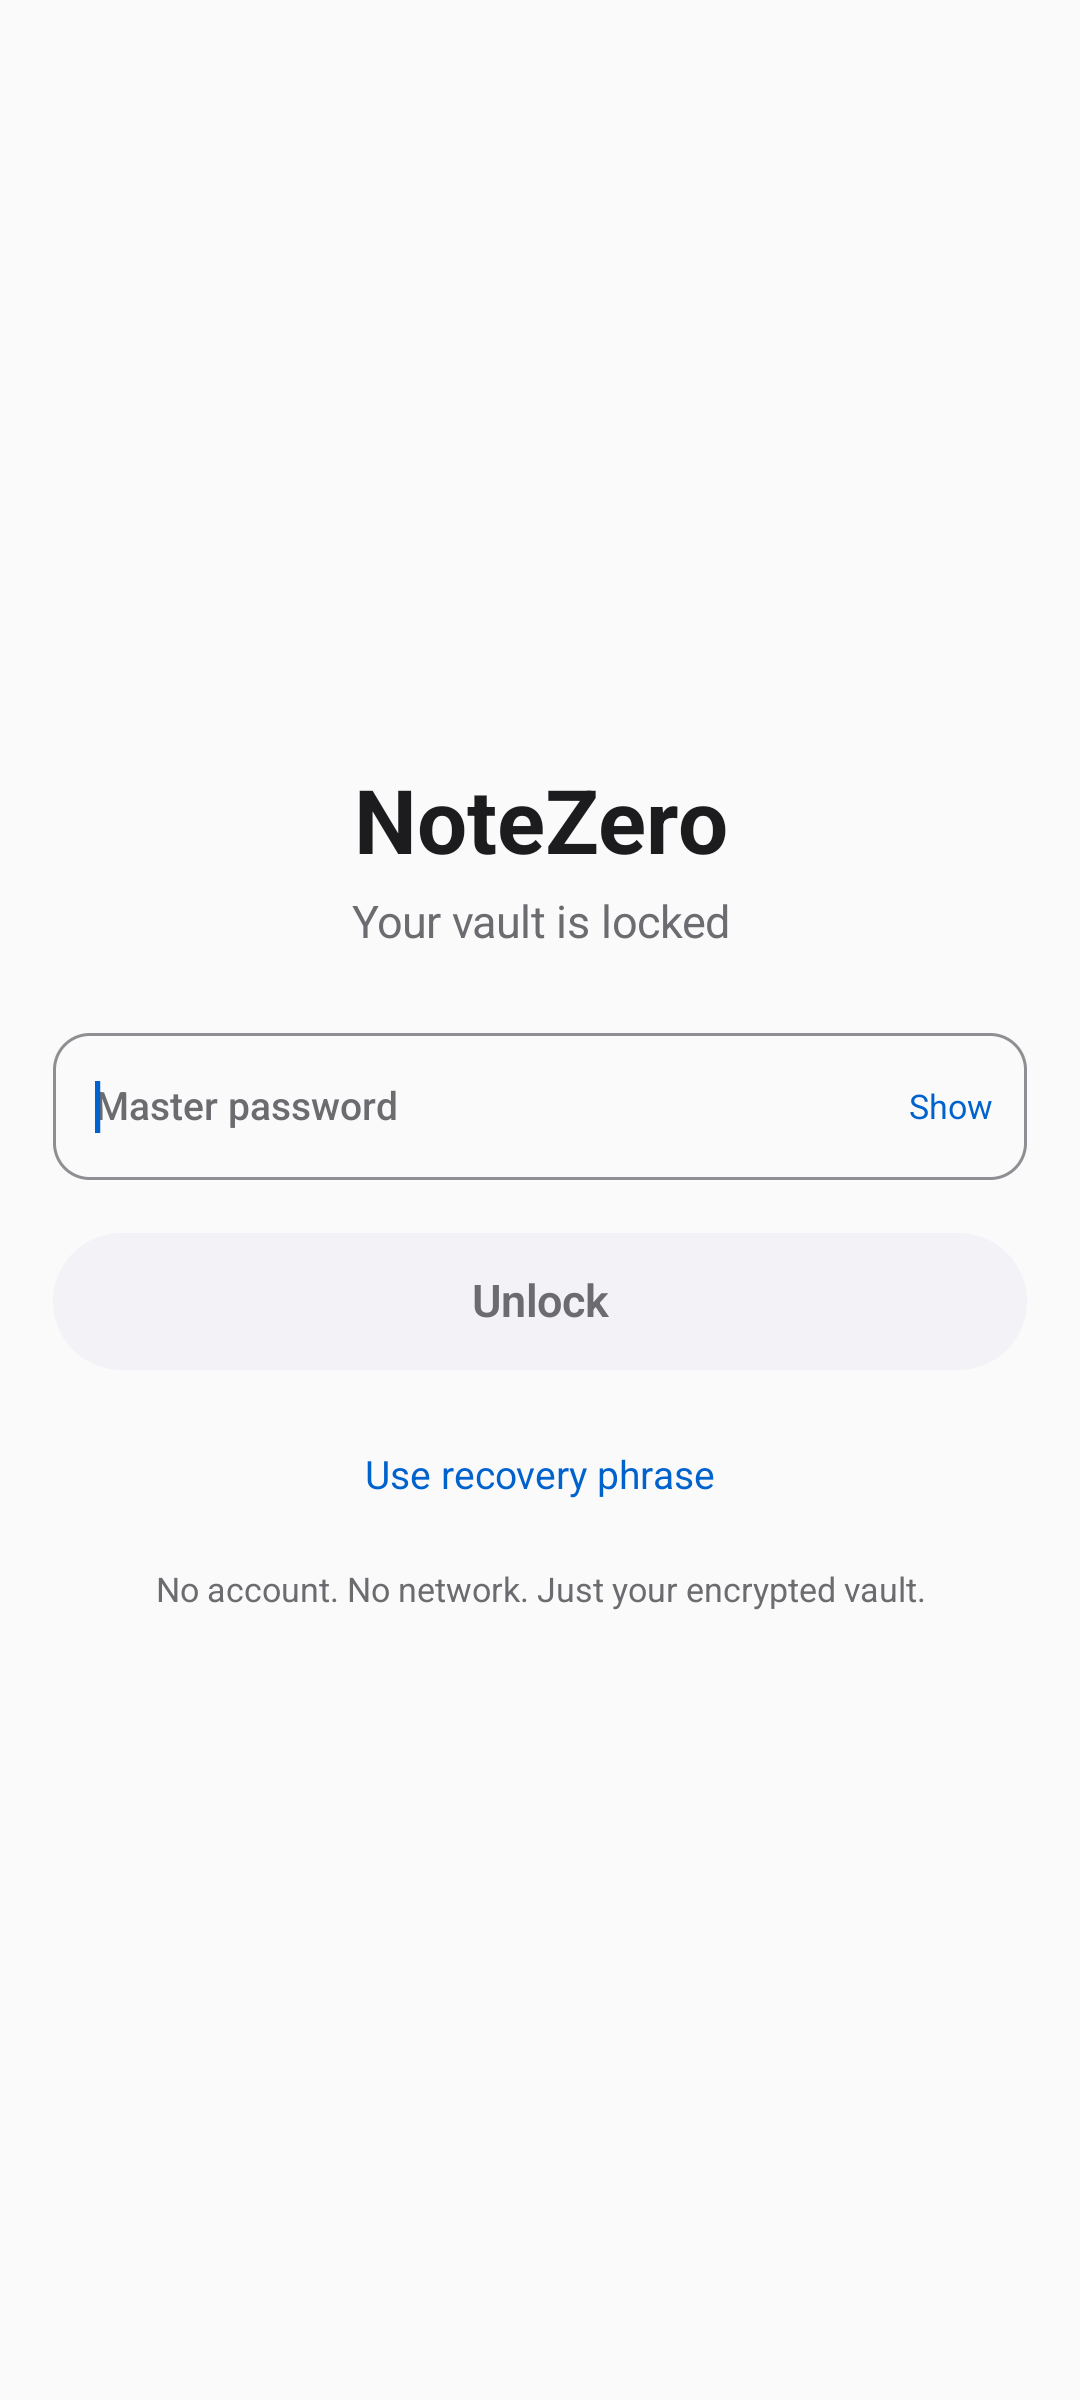 NoteZero
Your vault is locked
Master password
Show
Unlock
Use recovery phrase
No account. No network. Just your encrypted vault.